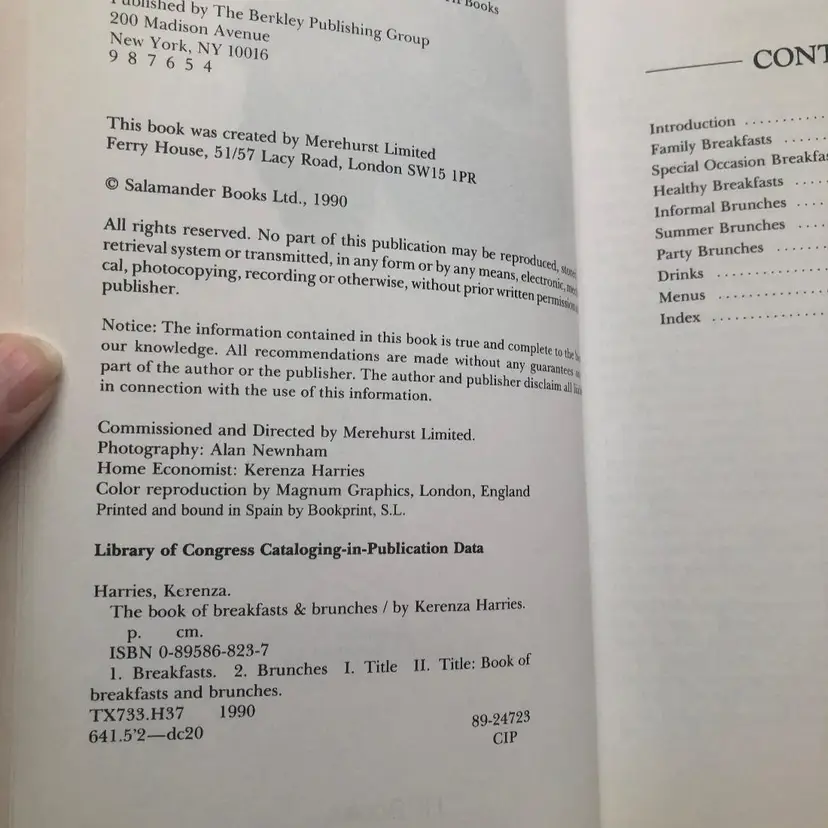 Books
Published by The Berkley Publishing Group
200 Madison Avenue
New York, NY 10016
9 8 7 6 5 4
This book was created by Merehurst Limited
Ferry House, 51/57 Lacy Road, London SW15 1PR
© Salamander Books Ltd., 1990
All rights reserved. No part of this publication may be reproduced,
retrieval system or transmitted, in any form or by any means, electronic,
cal, photocopying, recording or otherwise, without prior written permission
publisher.
Notice: The information contained in this book is true and complete to the
our knowledge. All recommendations are made without any guarantees
part of the author or the publisher. The author and publisher disclaim all
in connection with the use of this information.
Commissioned and Directed by Merehurst Limited.
Photography: Alan Newnham
Home Economist: Kerenza Harries
Color reproduction by Magnum Graphics, London, England
Printed and bound in Spain by Bookprint, S.L.
Library of Congress Cataloging-in-Publication Data
Harries, Kerenza.
The book of breakfasts & brunches / by Kerenza Harries.
p. cm.
ISBN 0-89586-823-7
1. Breakfasts. 2. Brunches I. Title II. Title: Book of
breakfasts and brunches.
TX733.H37 1990
641.5'2—dc20
89-24723
CIP
CONT
Introduction ..........
Family Breakfasts ......
Special Occasion Breakfas
Healthy Breakfasts ....
Informal Brunches ....
Summer Brunches ....
Party Brunches .......
Drinks ..............
Menus ..............
Index ...............